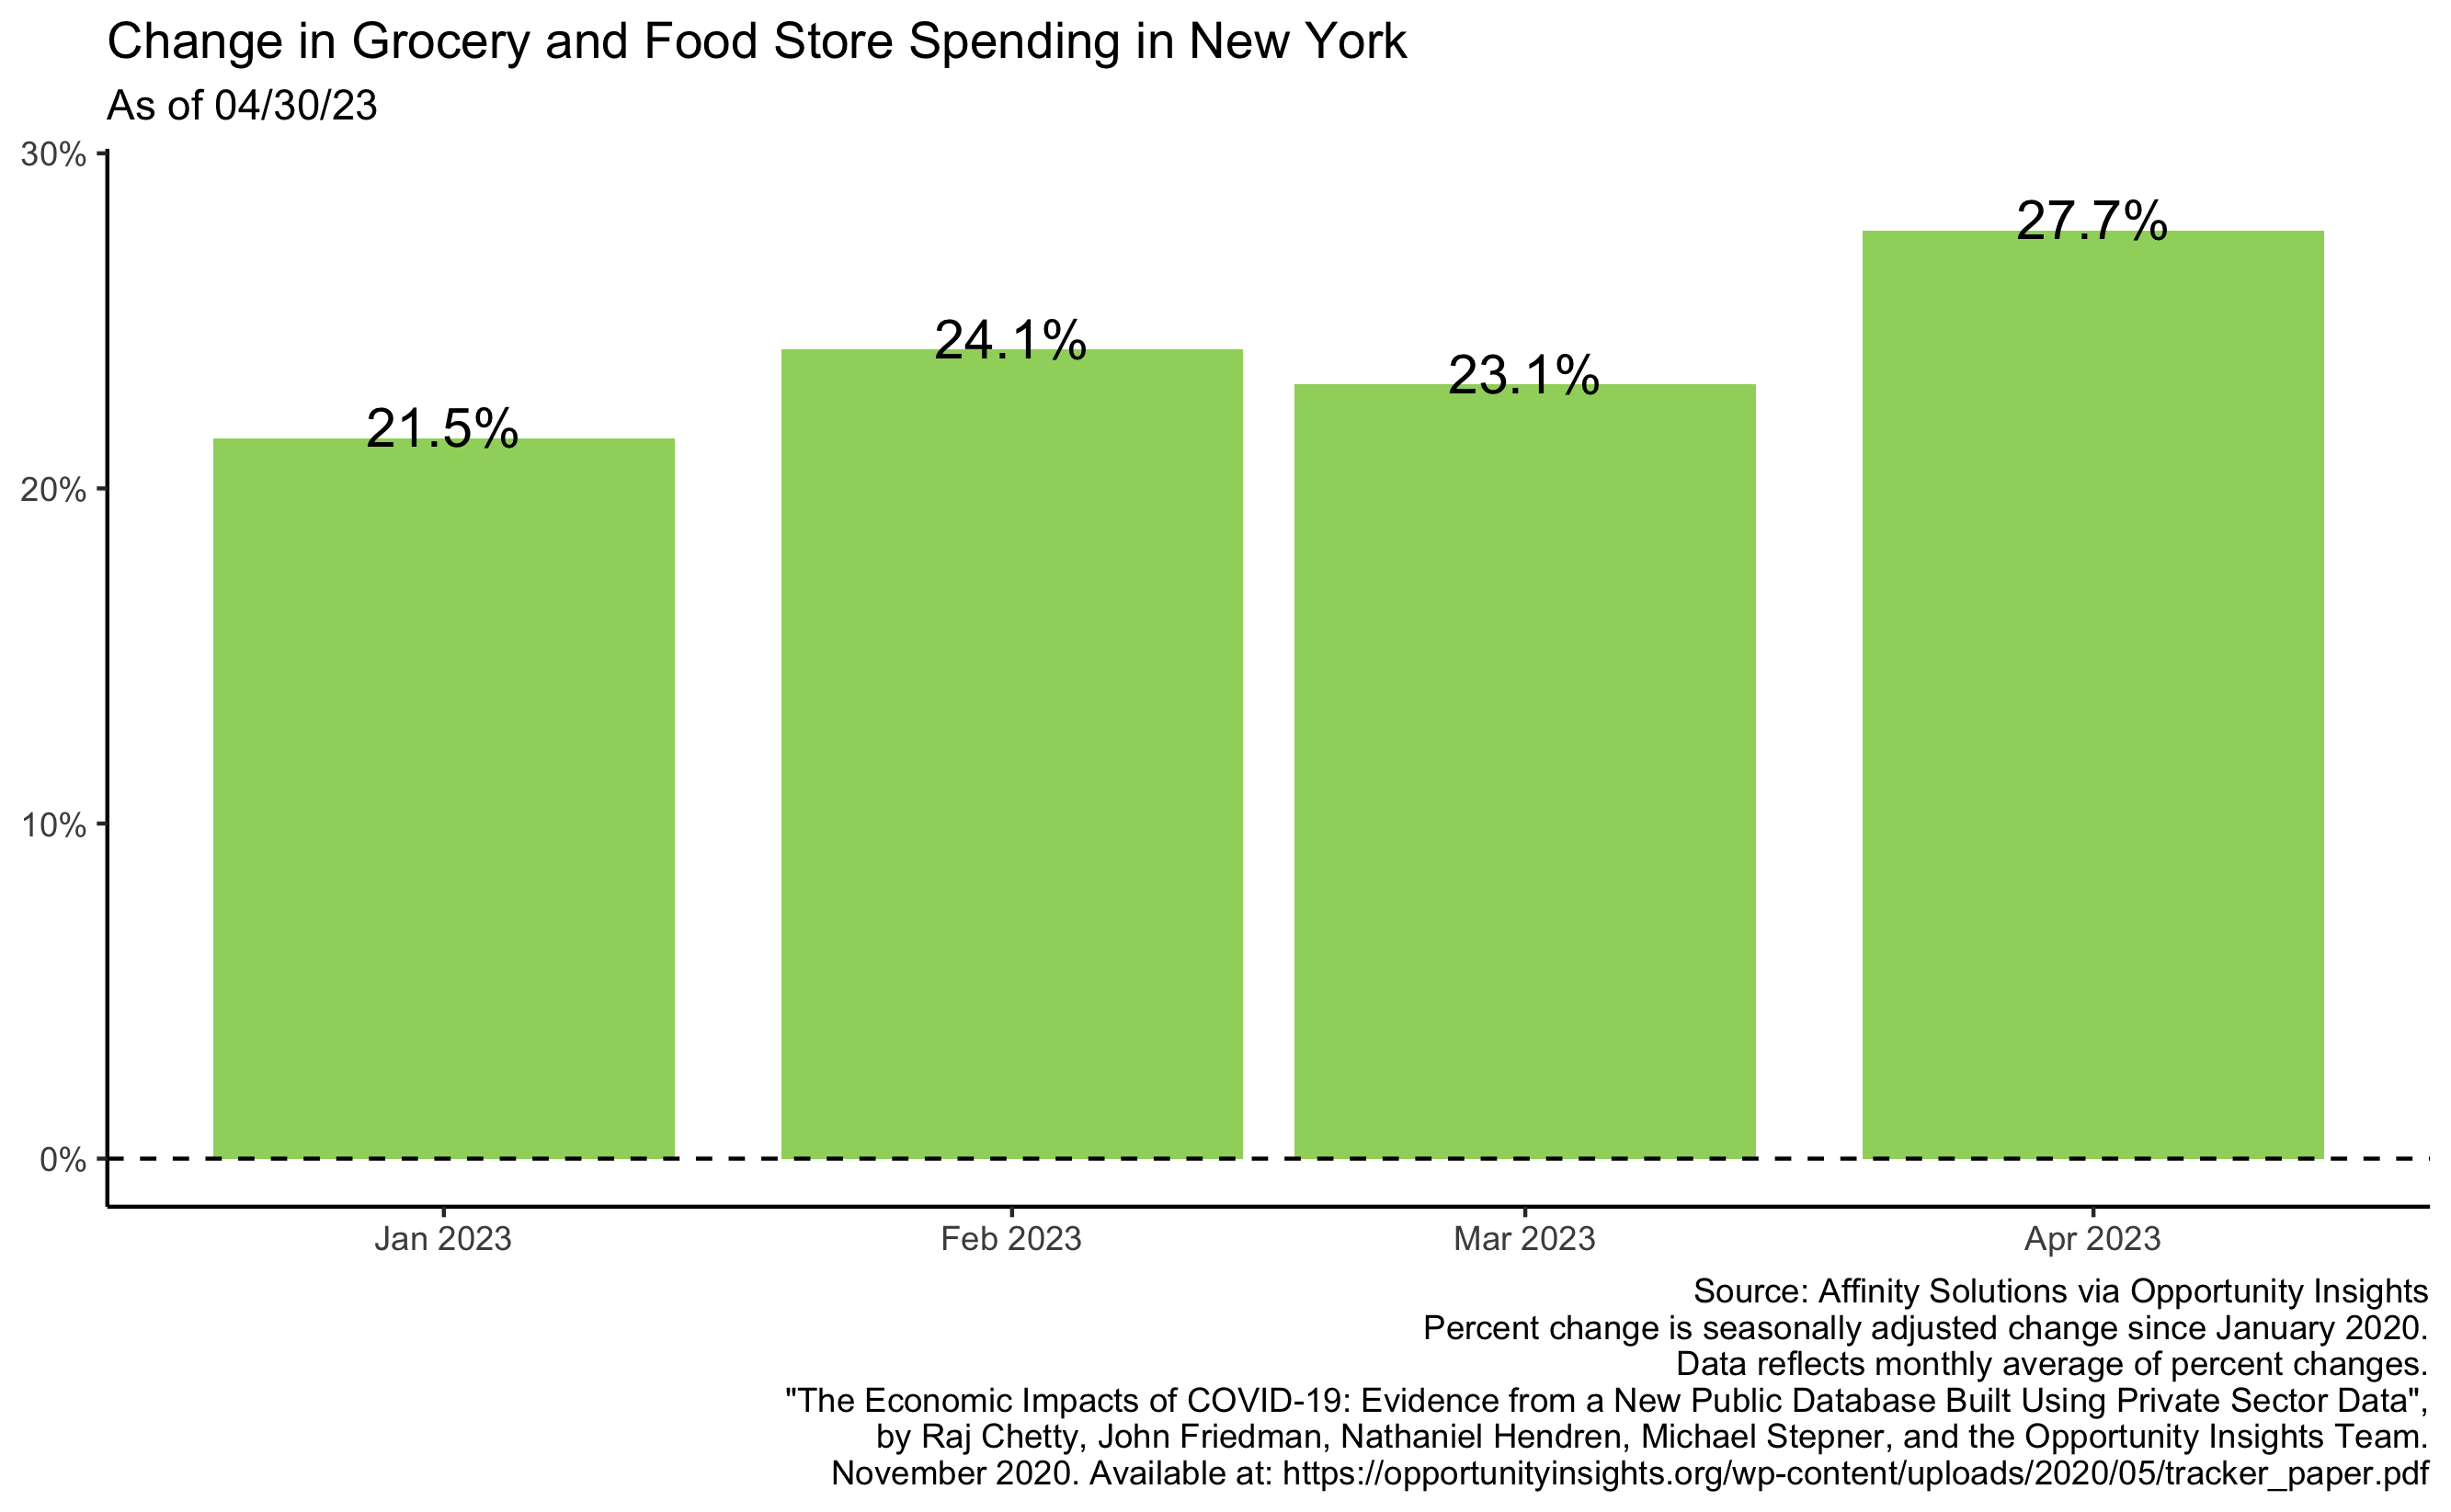 Change in Grocery and Food Store Spending in New York
As of 04/30/23
30%
20%
10%
0%
21.5%
24.1%
23.1%
27.7%
Jan 2023
Feb 2023
Mar 2023
Apr 2023
Source: Affinity Solutions via Opportunity Insights
Percent change is seasonally adjusted change since January 2020.
Data reflects monthly average of percent changes.
"The Economic Impacts of COVID-19: Evidence from a New Public Database Built Using Private Sector Data",
by Raj Chetty, John Friedman, Nathaniel Hendren, Michael Stepner, and the Opportunity Insights Team.
November 2020. Available at: https://opportunityinsights.org/wp-content/uploads/2020/05/tracker_paper.pdf